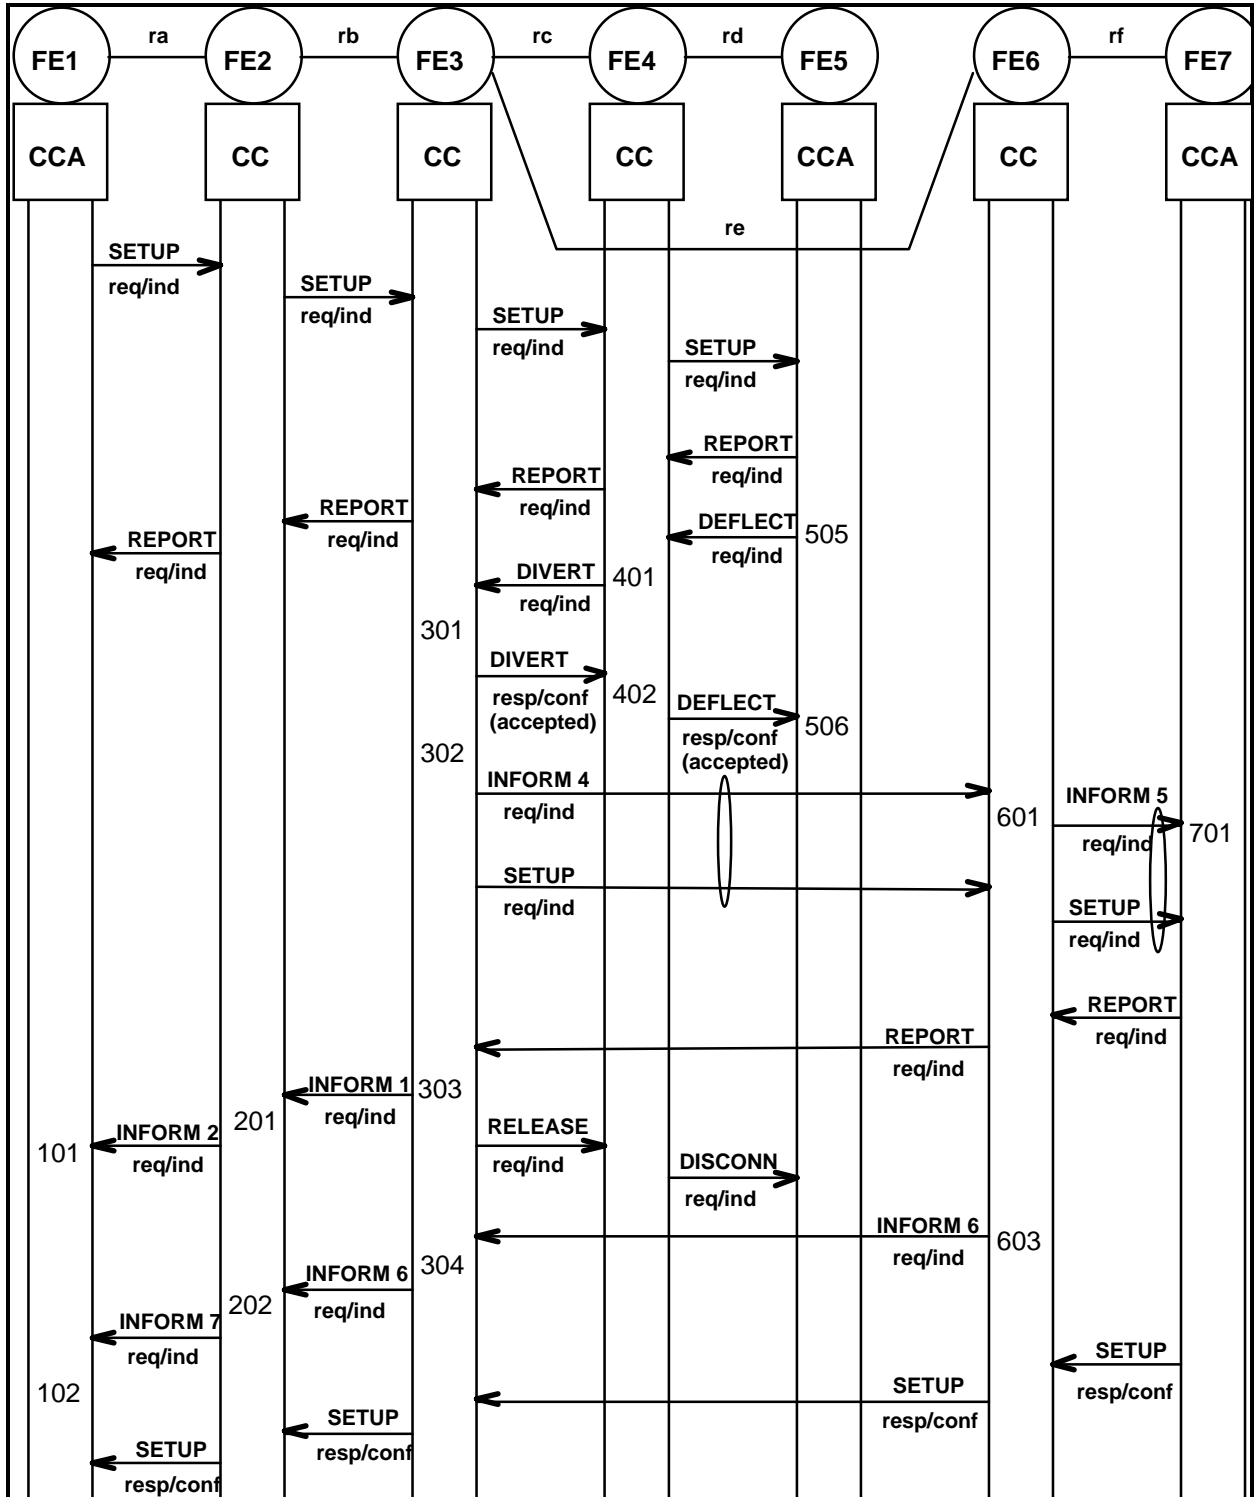 ra rb rc rd rf
FE1 FE2 FE3 FE4 FE5 FE6 FE7
CCA CC CC CC CCA CC CCA
re
SETUP
req/ind
SETUP
req/ind
SETUP
req/ind
SETUP
req/ind
REPORT
req/ind
REPORT
req/ind
REPORT
req/ind
DEFLECT 505
req/ind
REPORT
req/ind
DIVERT 401
req/ind
301
DIVERT
resp/conf
(accepted)
402
DEFLECT 506
resp/conf
(accepted)
302
INFORM 4
req/ind
601
INFORM 5
req/ind
701
SETUP
req/ind
SETUP
req/ind
REPORT
req/ind
REPORT
req/ind
INFORM 1 303
req/ind
201
INFORM 2
req/ind
101
RELEASE
req/ind
DISCONN
req/ind
INFORM 6 603
req/ind
304
INFORM 6
req/ind
202
INFORM 7
req/ind
SETUP
resp/conf
102
SETUP
resp/conf
SETUP
resp/conf
SETUP
resp/conf